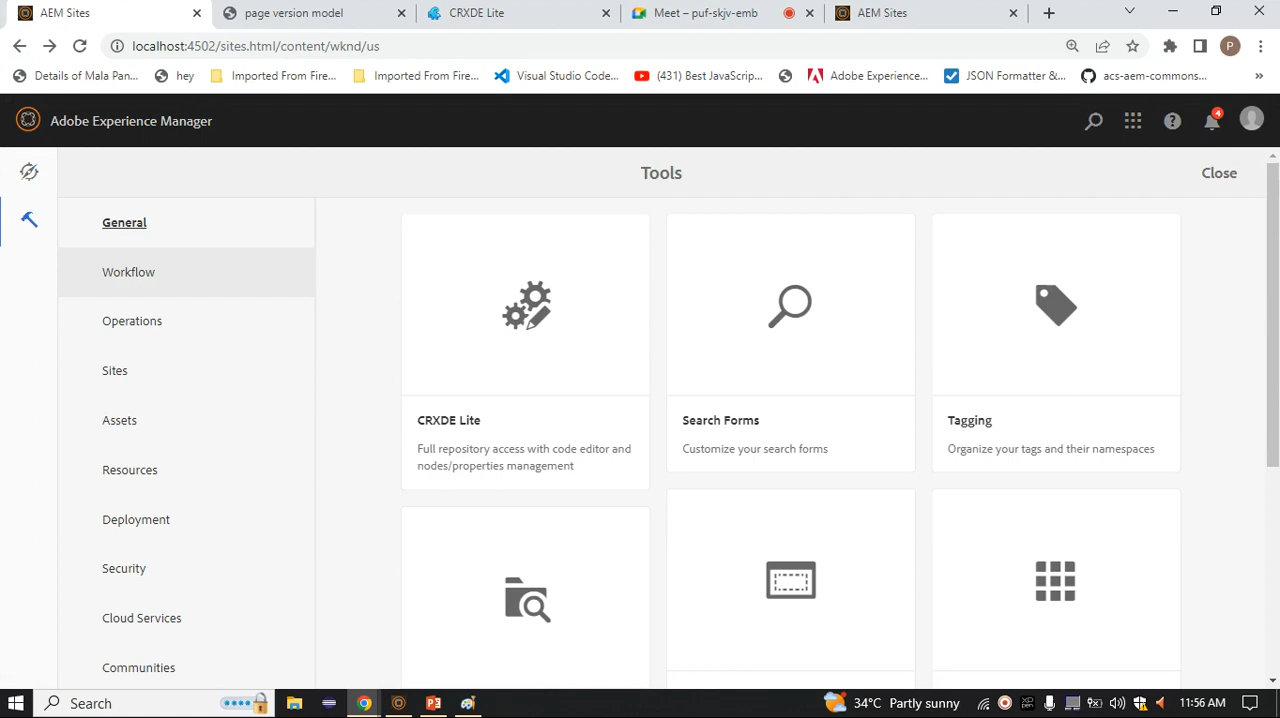 AEM Sites
page version model
CRXDE Lite
Meet – puf-skjv-emb
AEM Sites
localhost:4502/sites.html/content/wknd/us
P
Details of Mala Pan...
hey
Imported From Fire...
Imported From Fire...
Visual Studio Code...
(431) Best JavaScrip...
Adobe Experience...
JSON Formatter &...
acs-aem-commons...
»
Adobe Experience Manager
4
Tools
Close
General
Workflow
Operations
Sites
Assets
Resources
Deployment
Security
Cloud Services
Communities
CRXDE Lite
Full repository access with code editor and
nodes/properties management
Search Forms
Customize your search forms
Tagging
Organize your tags and their namespaces
Search
34°C Partly sunny
11:56 AM